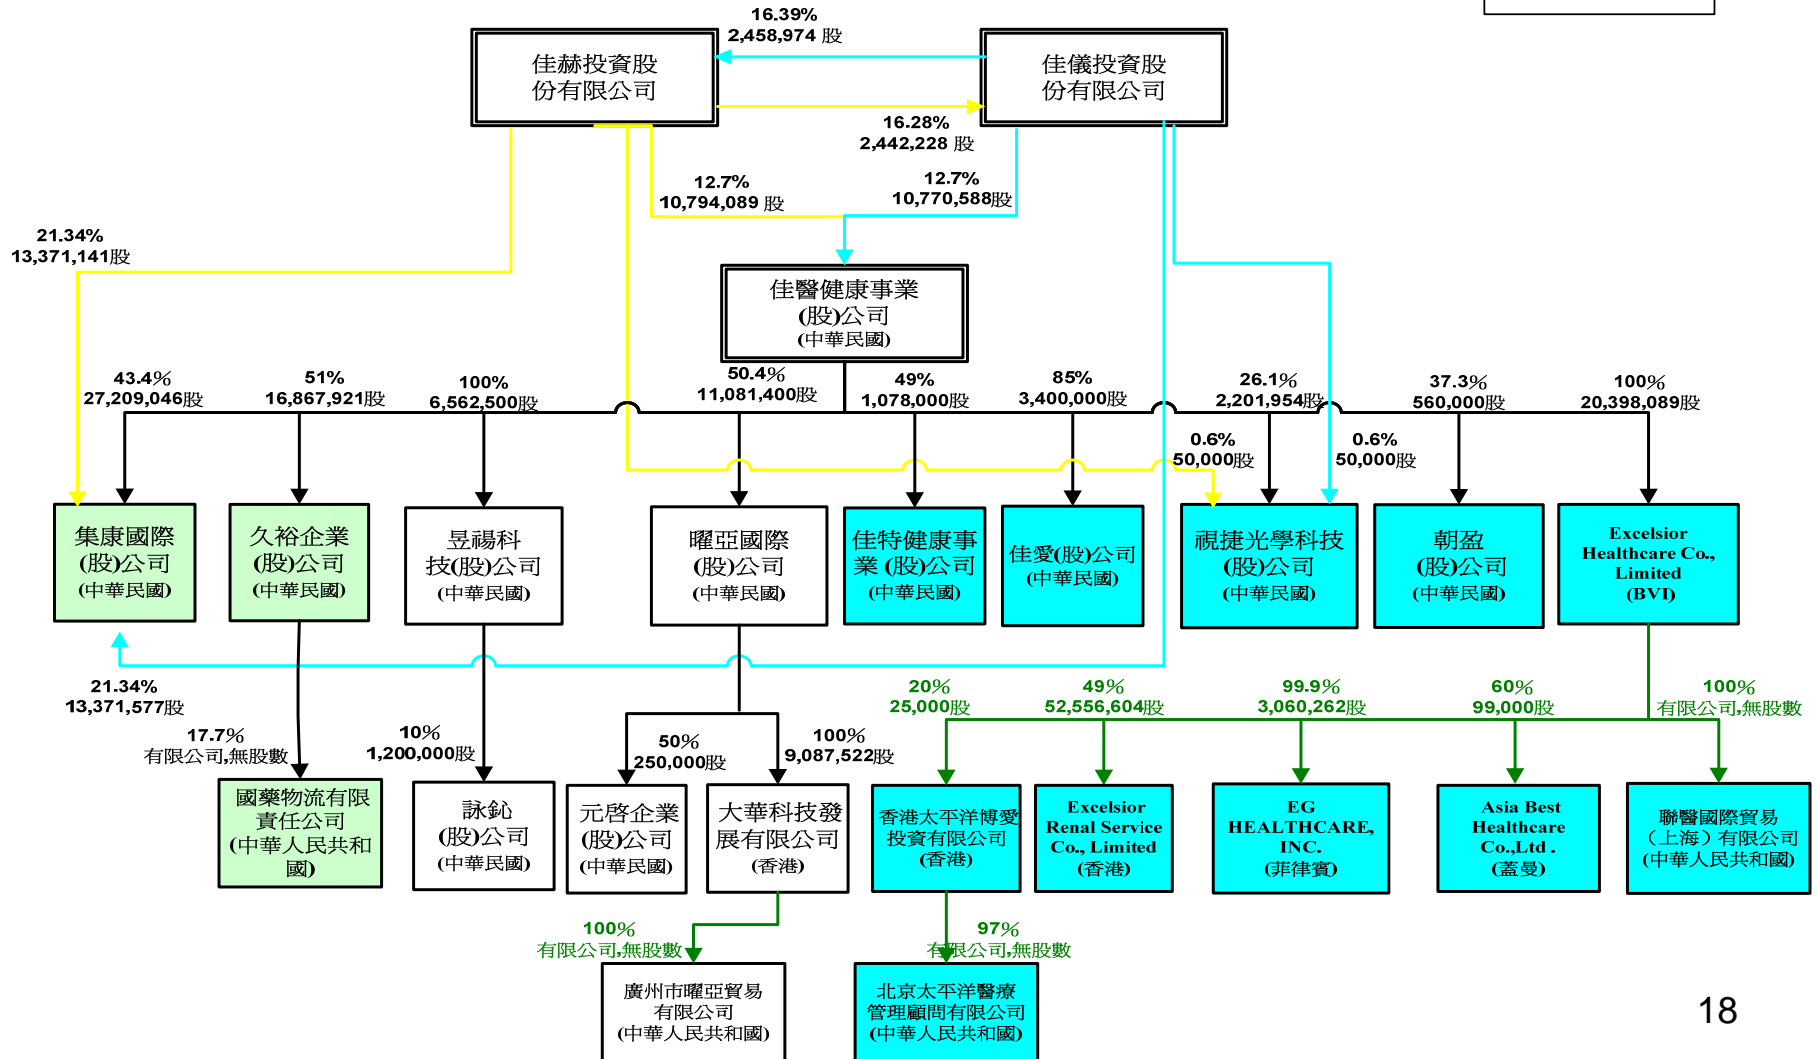 16.39%
2,458,974 股
佳赫投資股
份有限公司
佳儀投資股
份有限公司
16.28%
2,442,228 股
12.7%
10,794,089 股
12.7%
10,770,588股
21.34%
13,371,141股
佳醫健康事業
(股)公司
(中華民國)
43.4%
27,209,046股
51%
16,867,921股
100%
6,562,500股
50.4%
11,081,400股
49%
1,078,000股
85%
3,400,000股
26.1%
2,201,954股
37.3%
560,000股
100%
20,398,089股
0.6%
50,000股
0.6%
50,000股
集康國際
(股)公司
(中華民國)
久裕企業
(股)公司
(中華民國)
昱禓科
技(股)公司
(中華民國)
曜亞國際
(股)公司
(中華民國)
佳特健康事
業 (股)公司
(中華民國)
佳愛(股)公司
(中華民國)
視捷光學科技
(股)公司
(中華民國)
朝盈
(股)公司
(中華民國)
Excelsior
Healthcare Co.,
Limited
(BVI)
21.34%
13,371,577股
17.7%
有限公司,無股數
10%
1,200,000股
50%
250,000股
100%
9,087,522股
20%
25,000股
49%
52,556,604股
99.9%
3,060,262股
60%
99,000股
100%
有限公司,無股數
國藥物流有限
責任公司
(中華人民共和
國)
詠鈊
(股)公司
(中華民國)
元啓企業
(股)公司
(中華民國)
大華科技發
展有限公司
(香港)
香港太平洋博愛
投資有限公司
(香港)
Excelsior
Renal Service
Co., Limited
(香港)
EG
HEALTHCARE,
INC.
(菲律賓)
Asia Best
Healthcare
Co.,Ltd .
(蓋曼)
聯醫國際貿易
（上海）有限公司
(中華人民共和國)
100%
有限公司,無股數
97%
有限公司,無股數
廣州市曜亞貿易
有限公司
(中華人民共和國)
北京太平洋醫療
管理顧問有限公司
(中華人民共和國)
18